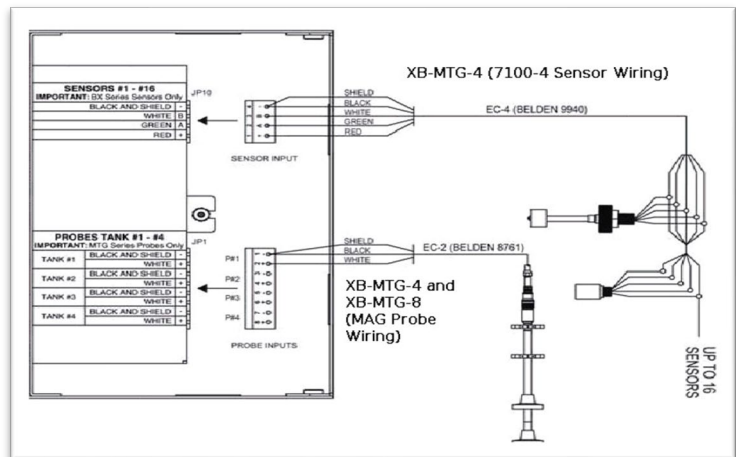 XB-MTG-4 (7100-4 Sensor Wiring)
SENSORS #1 - #16
IMPORTANT: BX Series Sensors Only
JP10
BLACK AND SHIELD -
WHITE B
GREEN A
RED +
SENSOR INPUT
SHIELD
BLACK
WHITE
GREEN
RED
EC-4 (BELDEN 9940)
PROBES TANK #1 - #4
IMPORTANT: MTG Series Probes Only
JP1
TANK #1 BLACK AND SHIELD -
WHITE +
TANK #2 BLACK AND SHIELD -
WHITE +
TANK #3 BLACK AND SHIELD -
WHITE +
TANK #4 BLACK AND SHIELD -
WHITE +
P#1
P#2
P#3
P#4
PROBE INPUTS
SHIELD
BLACK
WHITE
EC-2 (BELDEN 8761)
XB-MTG-4 and
XB-MTG-8
(MAG Probe
Wiring)
UP TO 16
SENSORS